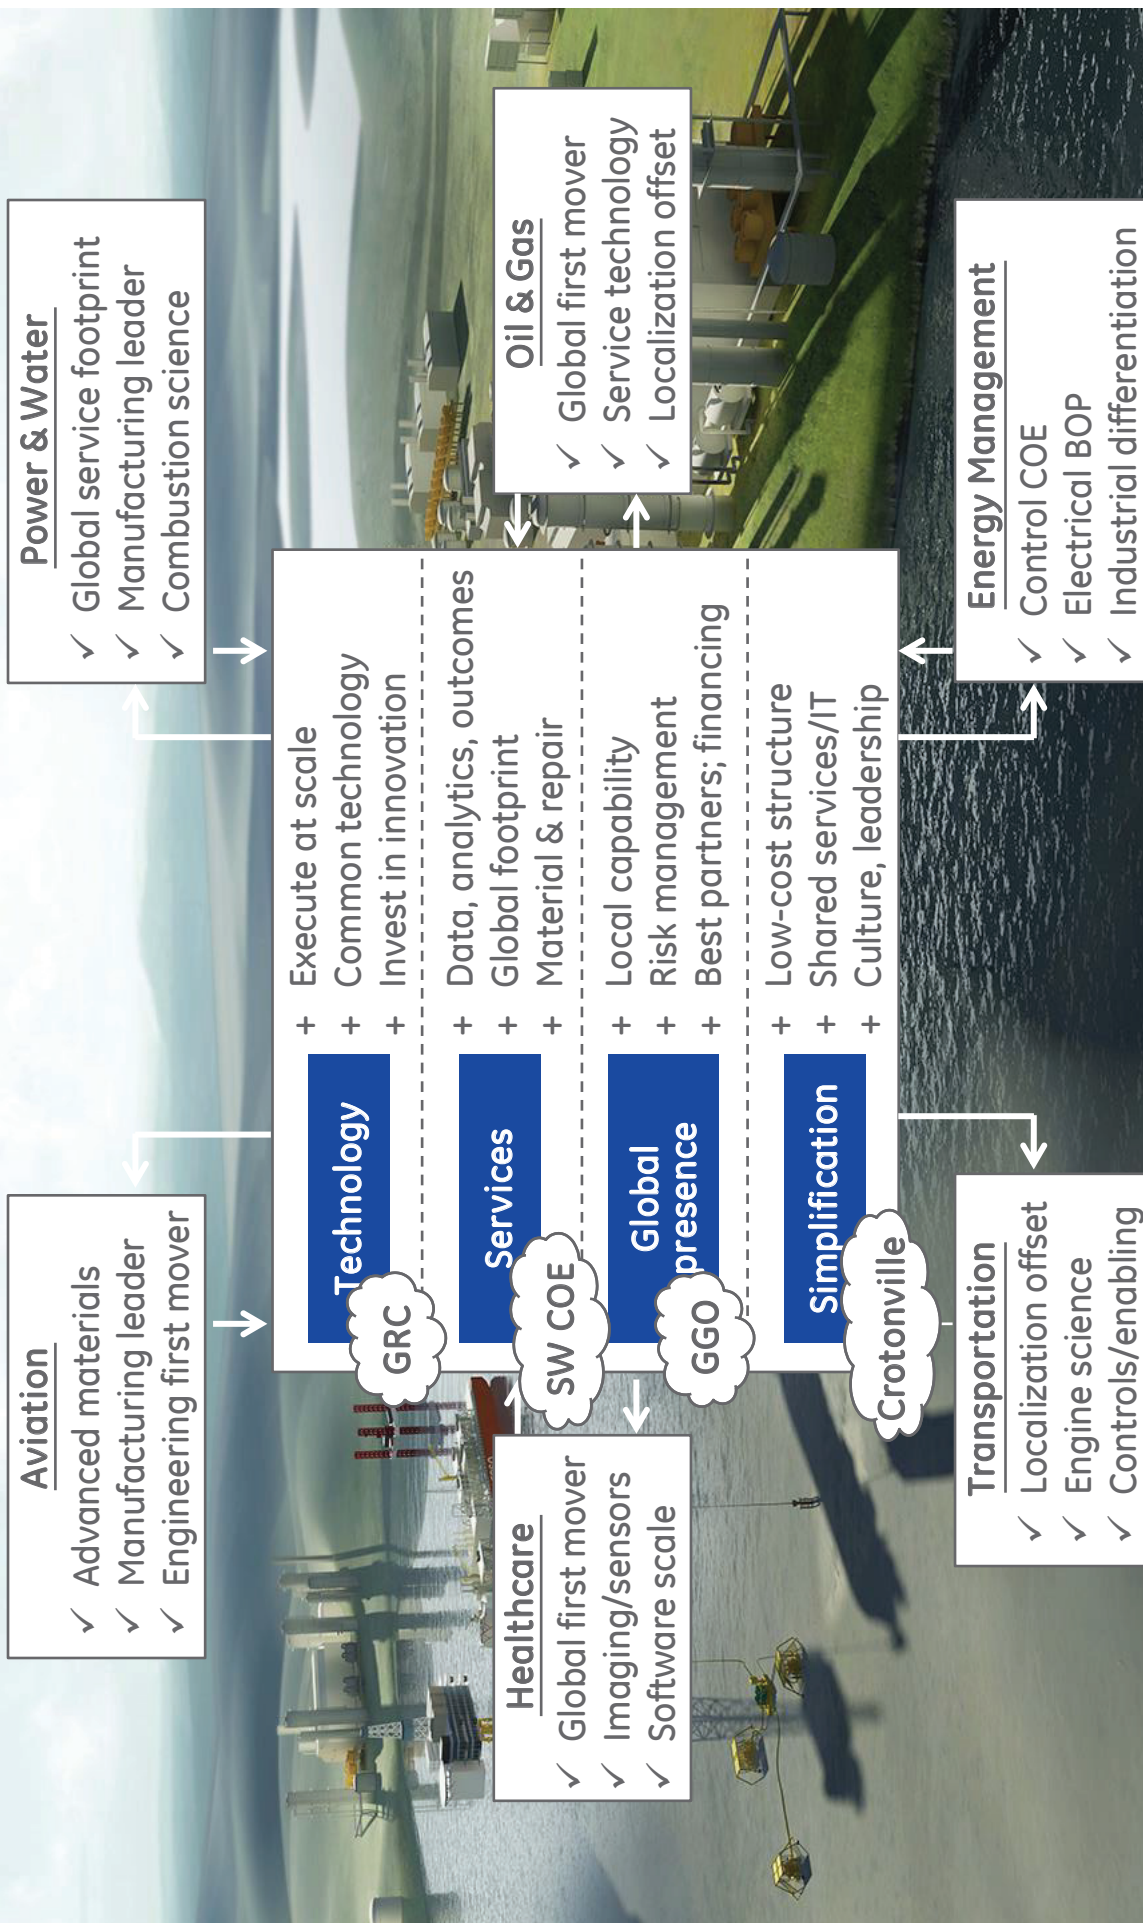 Aviation
✓ Advanced materials
✓ Manufacturing leader
✓ Engineering first mover
Power & Water
✓ Global service footprint
✓ Manufacturing leader
✓ Combustion science
Healthcare
✓ Global first mover
✓ Imaging/sensors
✓ Software scale
GRC
Technology
+ Execute at scale
+ Common technology
+ Invest in innovation
SW COE
Services
+ Data, analytics, outcomes
+ Global footprint
+ Material & repair
GGO
Global
presence
+ Local capability
+ Risk management
+ Best partners; financing
Crotonville
Simplification
+ Low-cost structure
+ Shared services/IT
+ Culture, leadership
Oil & Gas
✓ Global first mover
✓ Service technology
✓ Localization offset
Transportation
✓ Localization offset
✓ Engine science
✓ Controls/enabling
Energy Management
✓ Control COE
✓ Electrical BOP
✓ Industrial differentiation